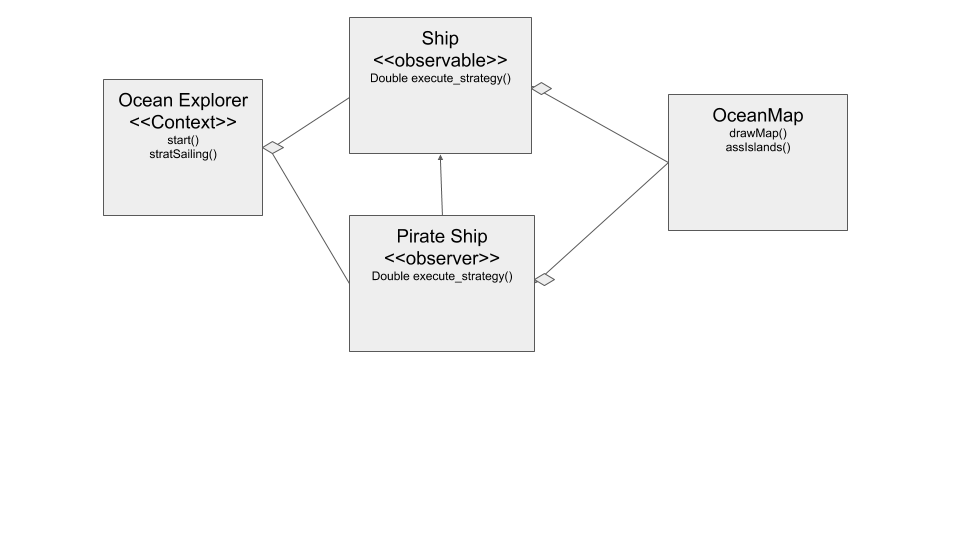 Ship
<<observable>>
Double execute_strategy()
Ocean Explorer
<<Context>>
start()
stratSailing()
OceanMap
drawMap()
assIslands()
Pirate Ship
<<observer>>
Double execute_strategy()